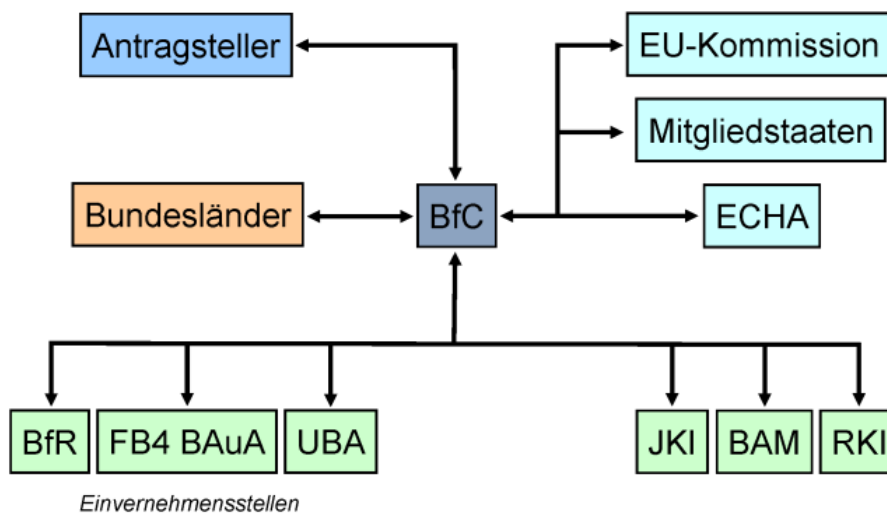 Antragsteller
EU-Kommission
Mitgliedstaaten
Bundesländer
BfC
ECHA
BfR
FB4 BAuA
UBA
JKI
BAM
RKI
Einvernehmensstellen